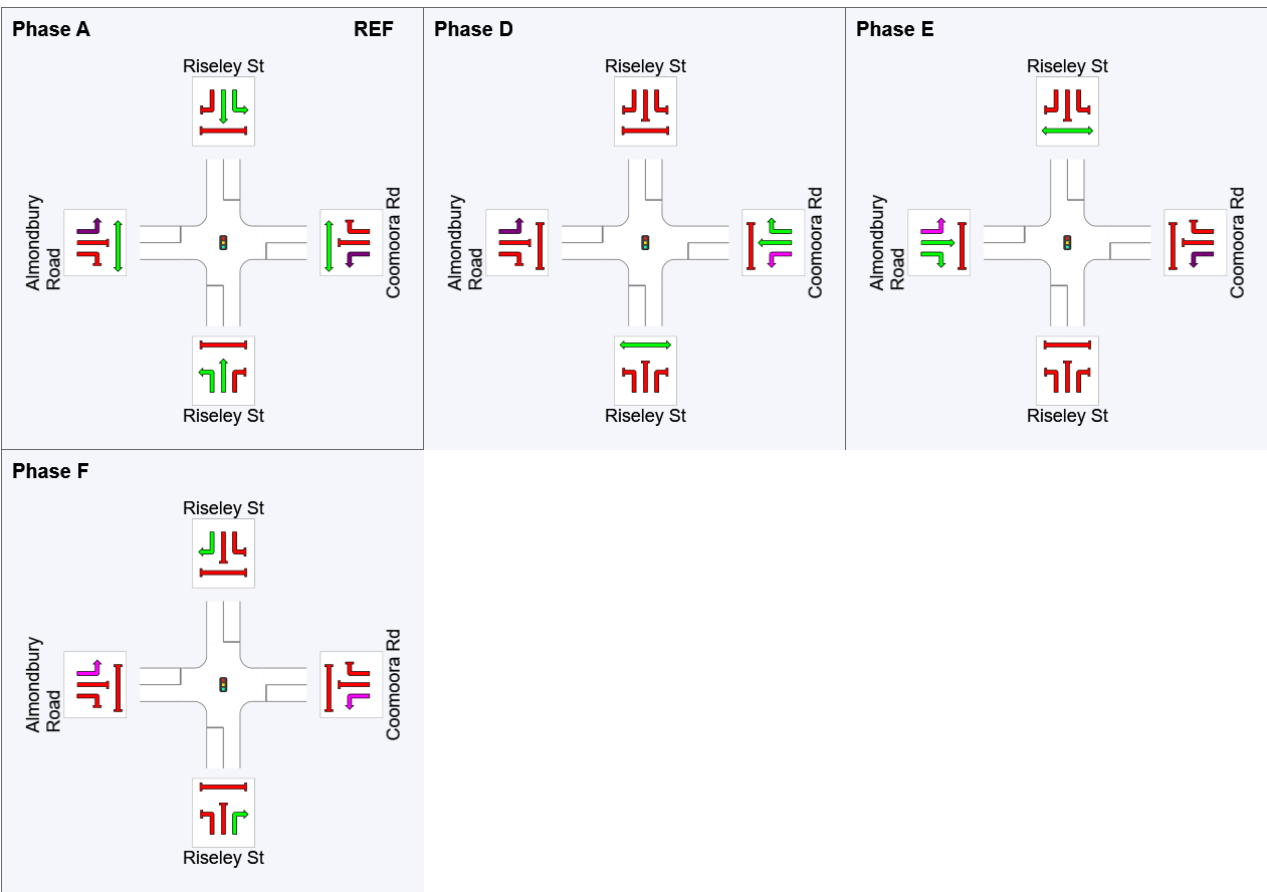 Phase A
REF
Riseley St
Almondbury
Road
Coomoora Rd
Riseley St
Phase D
Riseley St
Almondbury
Road
Coomoora Rd
Riseley St
Phase E
Riseley St
Almondbury
Road
Coomoora Rd
Riseley St
Phase F
Riseley St
Almondbury
Road
Coomoora Rd
Riseley St